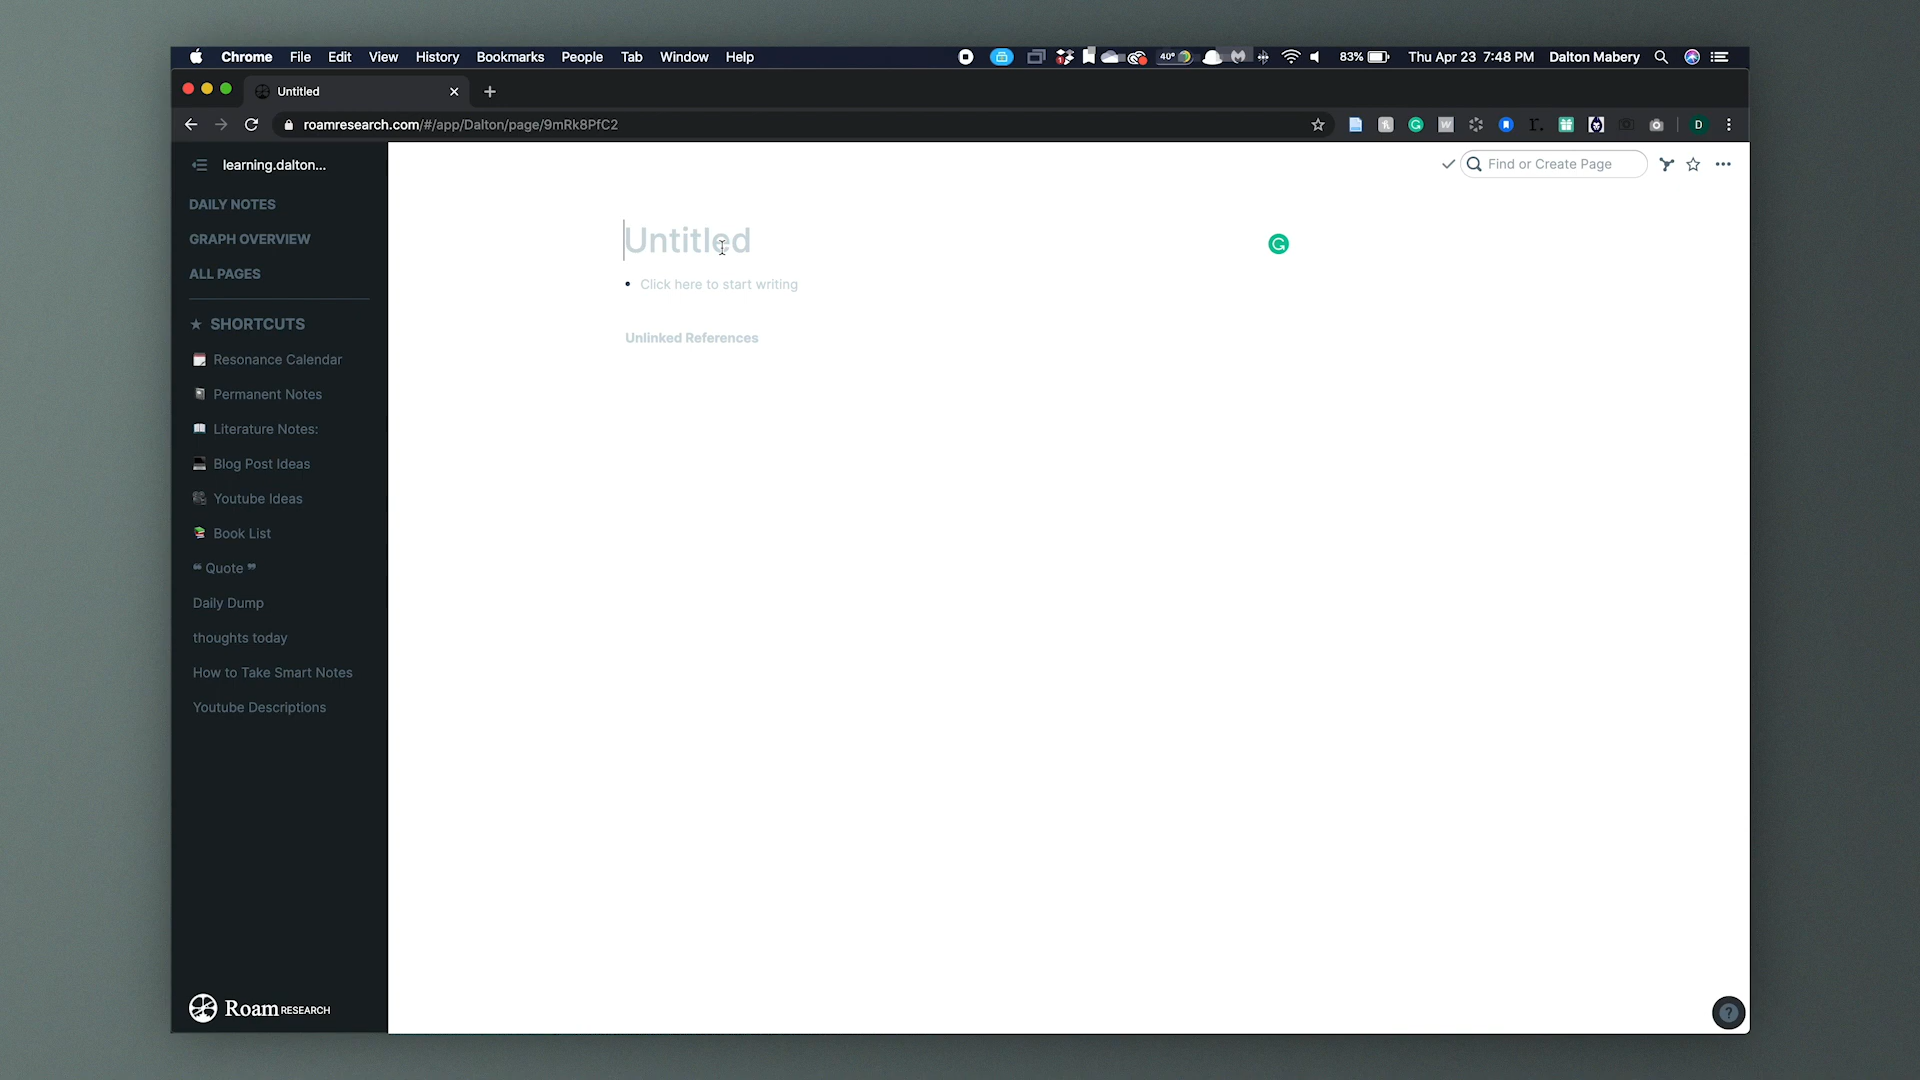 Chrome File Edit View History Bookmarks People Tab Window Help 40° 83% Thu Apr 23 7:48 PM Dalton Mabery
Untitled
roamresearch.com/#/app/Dalton/page/9mRk8PfC2
D
learning.dalton...
Find or Create Page
DAILY NOTES
GRAPH OVERVIEW
ALL PAGES
SHORTCUTS
Resonance Calendar
Permanent Notes
Literature Notes:
Blog Post Ideas
Youtube Ideas
Book List
❝ Quote ❞
Daily Dump
thoughts today
How to Take Smart Notes
Youtube Descriptions
Roam RESEARCH
Untitled
Click here to start writing
Unlinked References
?